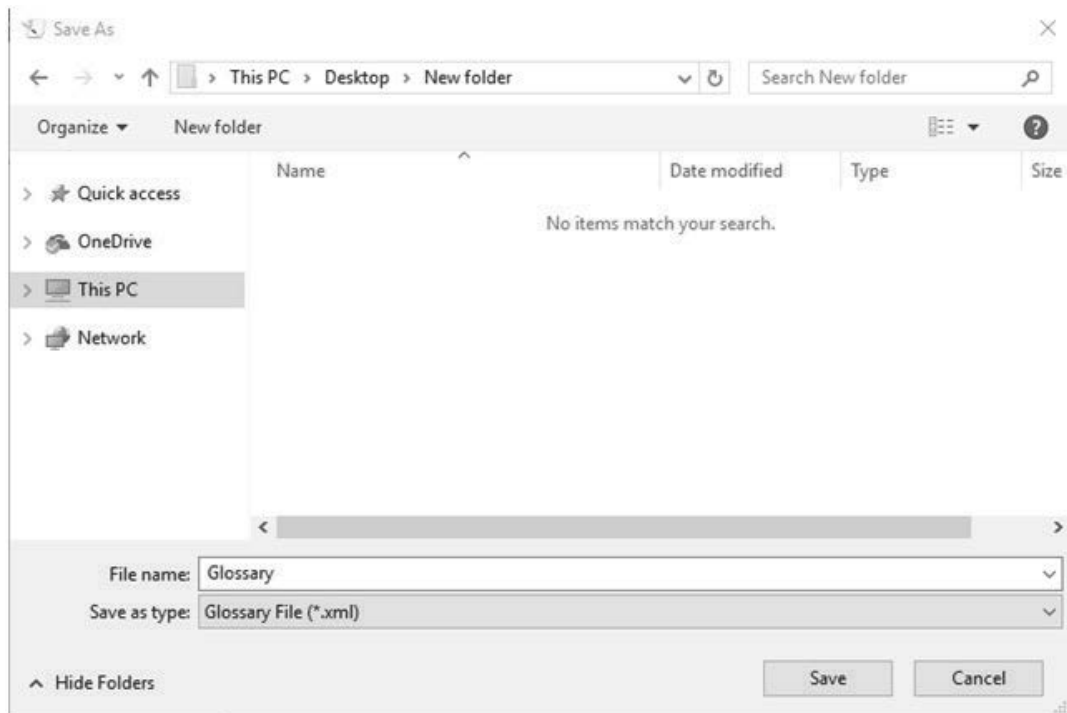 Save As
This PC > Desktop > New folder
Search New folder
Organize
New folder
Name
Date modified
Type
Size
No items match your search.
Quick access
OneDrive
This PC
Network
File name: Glossary
Save as type: Glossary File (*.xml)
Hide Folders
Save
Cancel